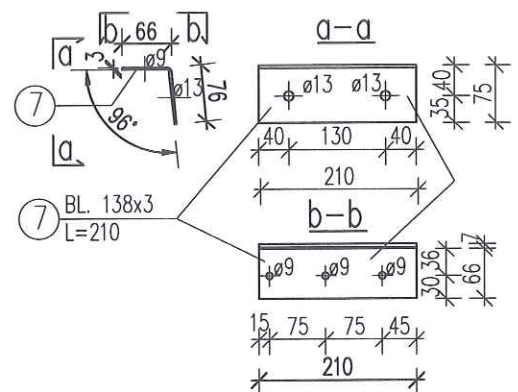 b 66 b
a 3 ø9
ø13 76
7
96°
a
a-a
ø13 ø13
40 35 75
40 130 40
210
7 BL. 138x3
L=210
b-b
ø9 ø9 ø9
7 36 30 66
15 75 75 45
210